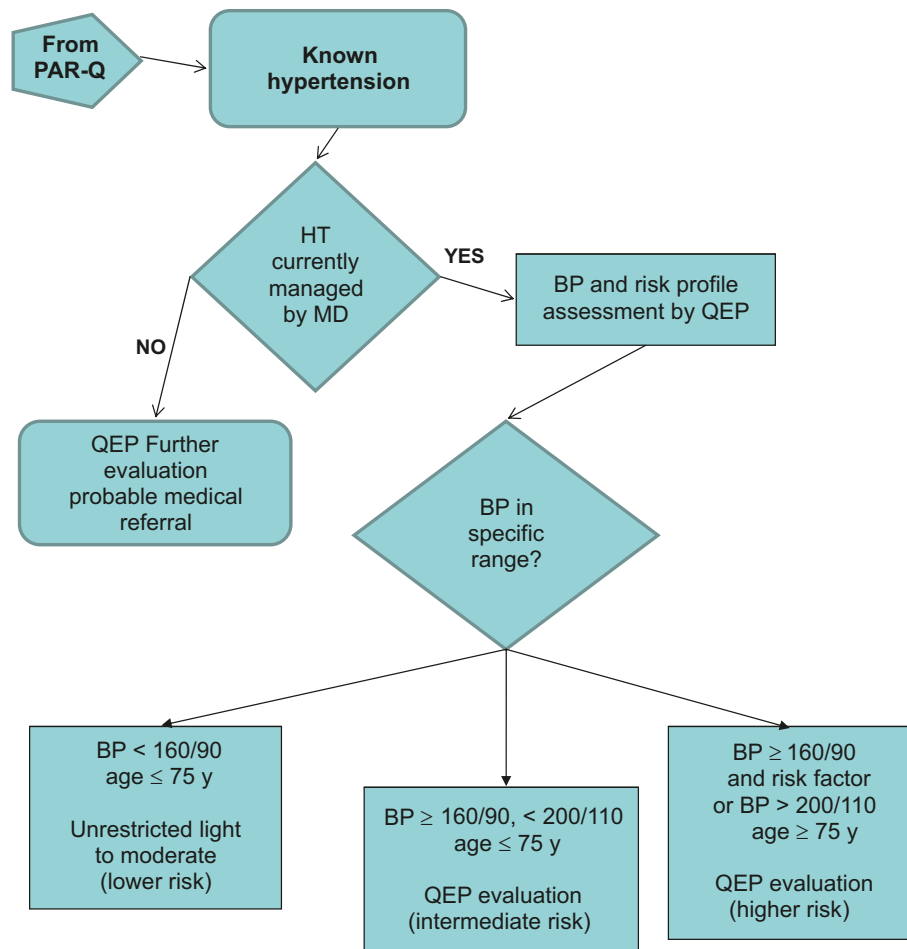 From
PAR-Q
Known
hypertension
HT
currently
managed
by MD
YES
BP and risk profile
assessment by QEP
NO
QEP Further
evaluation
probable medical
referral
BP in
specific
range?
BP < 160/90
age ≤ 75 y
Unrestricted light
to moderate
(lower risk)
BP ≥ 160/90, < 200/110
age ≤ 75 y
QEP evaluation
(intermediate risk)
BP ≥ 160/90
and risk factor
or BP > 200/110
age ≥ 75 y
QEP evaluation
(higher risk)